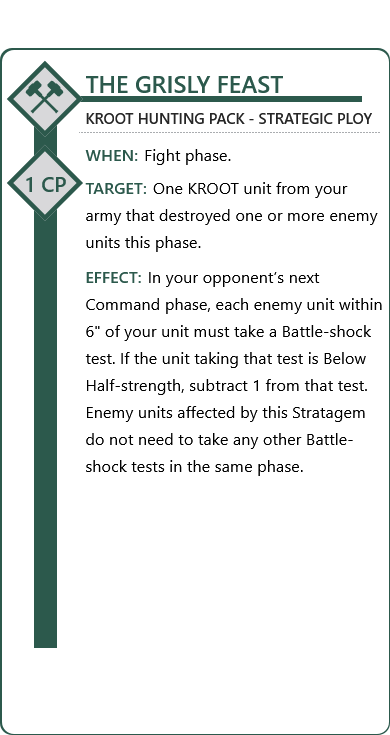 THE GRISLY FEAST
KROOT HUNTING PACK - STRATEGIC PLOY
WHEN: Fight phase.
1 CP
TARGET: One KROOT unit from your
army that destroyed one or more enemy
units this phase.
EFFECT: In your opponent’s next
Command phase, each enemy unit within
6" of your unit must take a Battle-shock
test. If the unit taking that test is Below
Half-strength, subtract 1 from that test.
Enemy units affected by this Stratagem
do not need to take any other Battle-
shock tests in the same phase.